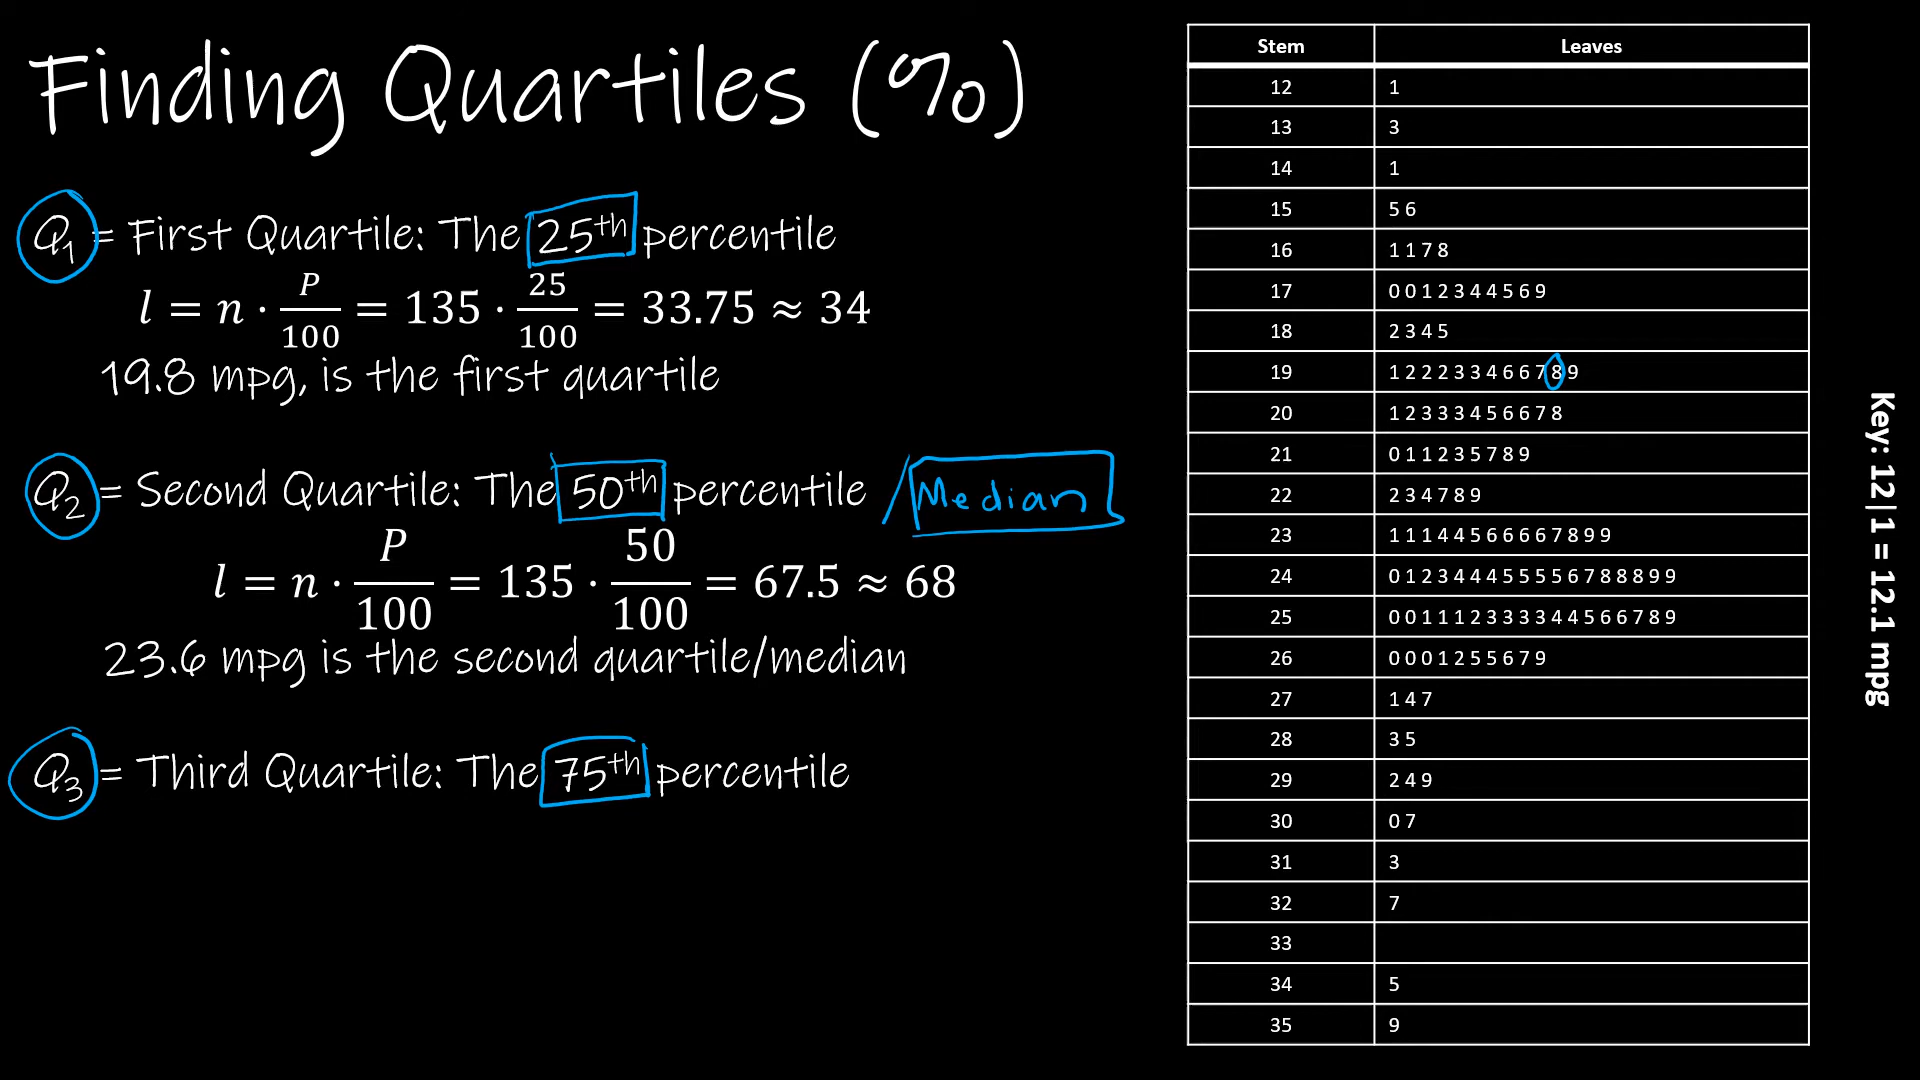 Finding Quartiles (%)
Q₁ = First Quartile: The 25ᵗʰ percentile
l = n · P/100 = 135 · 25/100 = 33.75 ≈ 34
19.8 mpg, is the first quartile
Q₂ = Second Quartile: The 50ᵗʰ percentile / Median
l = n · P/100 = 135 · 50/100 = 67.5 ≈ 68
23.6 mpg is the second quartile/median
Q₃ = Third Quartile: The 75ᵗʰ percentile
Stem Leaves
12 1
13 3
14 1
15 5 6
16 1 1 7 8
17 0 0 1 2 3 4 4 5 6 9
18 2 3 4 5
19 1 2 2 2 3 3 4 6 6 7 8 9
20 1 2 3 3 3 4 5 6 6 7 8
21 0 1 1 2 3 5 7 8 9
22 2 3 4 7 8 9
23 1 1 1 4 4 5 6 6 6 6 7 8 9 9
24 0 1 2 3 4 4 4 5 5 5 5 6 7 8 8 8 9 9
25 0 0 1 1 1 2 3 3 3 3 4 4 5 6 6 7 8 9
26 0 0 0 1 2 5 5 6 7 9
27 1 4 7
28 3 5
29 2 4 9
30 0 7
31 3
32 7
33
34 5
35 9
Key: 12|1 = 12.1 mpg